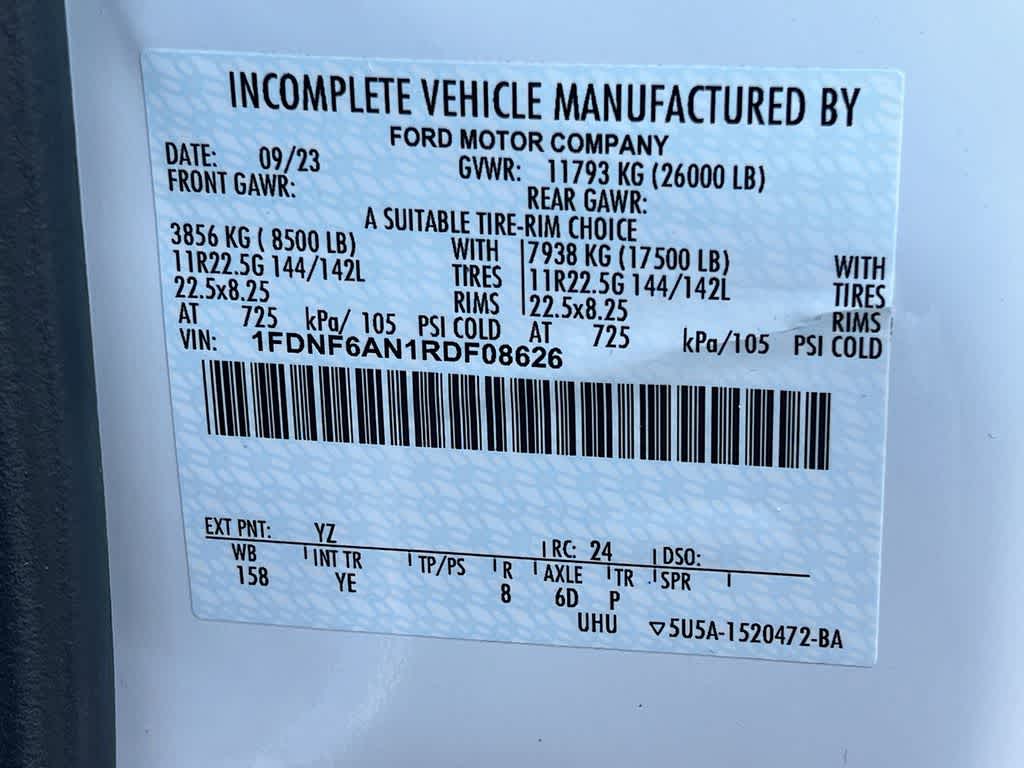 INCOMPLETE VEHICLE MANUFACTURED BY
FORD MOTOR COMPANY
DATE: 09/23 GVWR: 11793 KG (26000 LB)
FRONT GAWR: REAR GAWR:
A SUITABLE TIRE-RIM CHOICE
3856 KG ( 8500 LB) WITH 7938 KG (17500 LB) WITH
11R22.5G 144/142L TIRES 11R22.5G 144/142L TIRES
22.5x8.25 RIMS 22.5x8.25 RIMS
AT 725 kPa/ 105 PSI COLD AT 725 kPa/105 PSI COLD
VIN: 1FDNF6AN1RDF08626
EXT PNT: YZ RC: 24 DSO:
WB INT TR TP/PS R AXLE TR SPR
158 YE 8 6D P
UHU ▽5U5A-1520472-BA